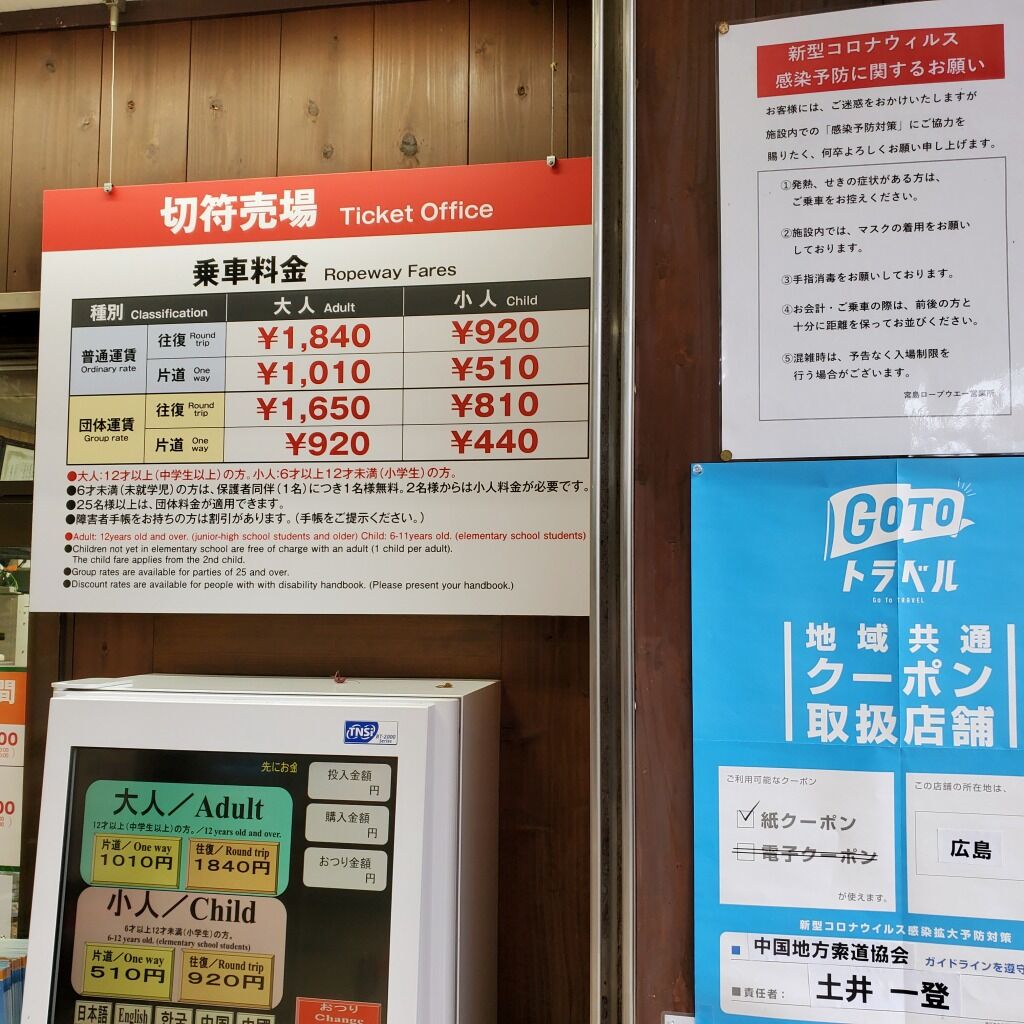 切符売場 Ticket Office
乗車料金 Ropeway Fares
種別 Classification 大人 Adult 小人 Child
普通運賃 Ordinary rate 往復 Round trip ¥1,840 ¥920
片道 One way ¥1,010 ¥510
団体運賃 Group rate 往復 Round trip ¥1,650 ¥810
片道 One way ¥920 ¥440
●大人:12才以上(中学生以上)の方。小人:6才以上12才未満(小学生)の方。
●6才未満(未就学児)の方は、保護者同伴(1名)につき1名様無料。2名様からは小人料金が必要です。
●25名様以上は、団体料金が適用できます。
●障害者手帳をお持ちの方は割引があります。(手帳をご提示ください。)
●Adult: 12years old and over. (junior-high school students and older) Child: 6-11years old. (elementary school students)
●Children not yet in elementary school are free of charge with an adult (1 child per adult).
The child fare applies from the 2nd child.
●Group rates are available for parties of 25 and over.
●Discount rates are available for people with with disability handbook. (Please present your handbook.)
TNSi
BT-2000
Series
先にお金
大人/Adult
12才以上(中学生以上)の方。/12 years old and over.
片道/One way
1010円
往復/Round trip
1840円
小人/Child
6才以上12才未満(小学生)の方。
6-12 years old. (elementary school students)
片道/One way
510円
往復/Round trip
920円
日本語 English 한국 中国 中國
投入金額
円
購入金額
円
おつり金額
円
おつり
Change
間
00
00
新型コロナウィルス
感染予防に関するお願い
お客様には、ご迷惑をおかけいたしますが
施設内での「感染予防対策」にご協力を
賜りたく、何卒よろしくお願い申し上げます。
①発熱、せきの症状がある方は、
ご乗車をお控えください。
②施設内では、マスクの着用をお願い
しております。
③手指消毒をお願いしております。
④お会計・ご乗車の際は、前後の方と
十分に距離を保ってお並びください。
⑤混雑時は、予告なく入場制限を
行う場合がございます。
宮島ロープウエー営業所
GOTO
トラベル
Go To TRAVEL
地域共通
クーポン
取扱店舗
ご利用可能なクーポン
紙クーポン
電子クーポン
が使えます。
この店舗の所在地は、
広島
新型コロナウイルス感染拡大予防対策
■ 中国地方索道協会 ガイドラインを遵守
■責任者: 土井 一登